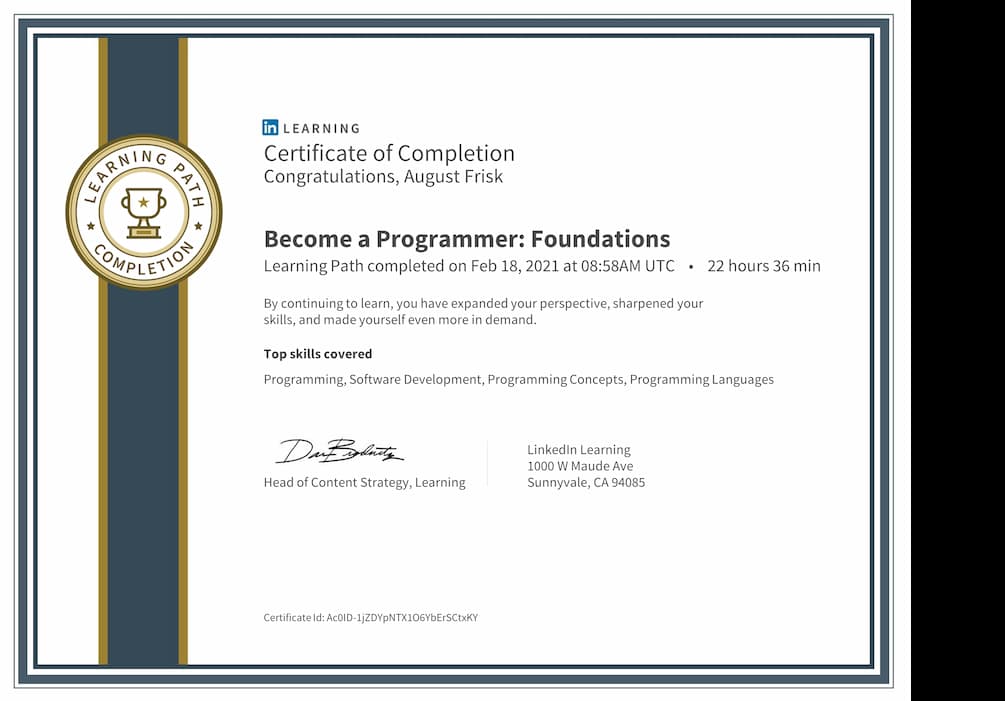 LEARNING PATH
COMPLETION
in LEARNING
Certificate of Completion
Congratulations, August Frisk
Become a Programmer: Foundations
Learning Path completed on Feb 18, 2021 at 08:58AM UTC • 22 hours 36 min
By continuing to learn, you have expanded your perspective, sharpened your
skills, and made yourself even more in demand.
Top skills covered
Programming, Software Development, Programming Concepts, Programming Languages
Head of Content Strategy, Learning
LinkedIn Learning
1000 W Maude Ave
Sunnyvale, CA 94085
Certificate Id: Ac0ID-1jZDYpNTX1O6YbErSCtxKY